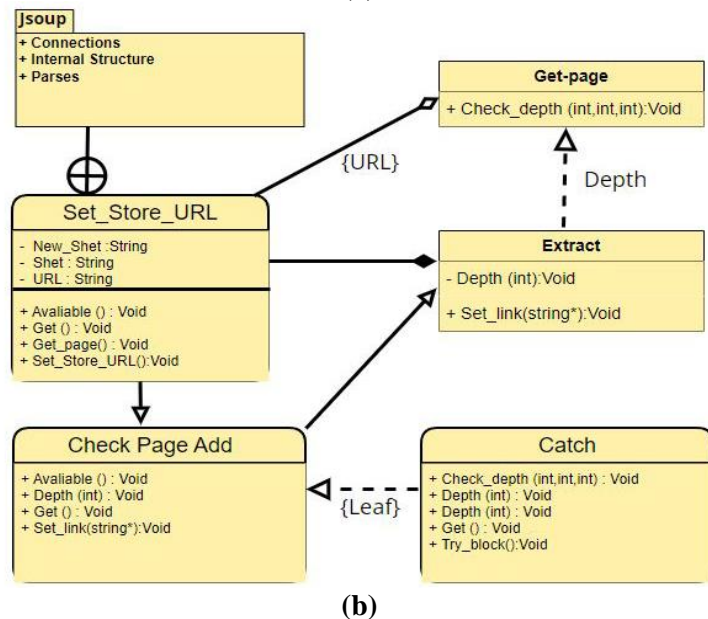 Jsoup
+ Connections
+ Internal Structure
+ Parses
Get-page
+ Check_depth (int,int,int):Void
{URL}
Depth
Set_Store_URL
- New_Shet :String
- Shet : String
- URL : String
+ Avaliable () : Void
+ Get () : Void
+ Get_page() : Void
+ Set_Store_URL():Void
Extract
- Depth (int):Void
+ Set_link(string*):Void
Check Page Add
+ Avaliable () : Void
+ Depth (int) : Void
+ Get () : Void
+ Set_link(string*):Void
{Leaf}
Catch
+ Check_depth (int,int,int) : Void
+ Depth (int) : Void
+ Depth (int) : Void
+ Get () : Void
+ Try_block():Void
(b)